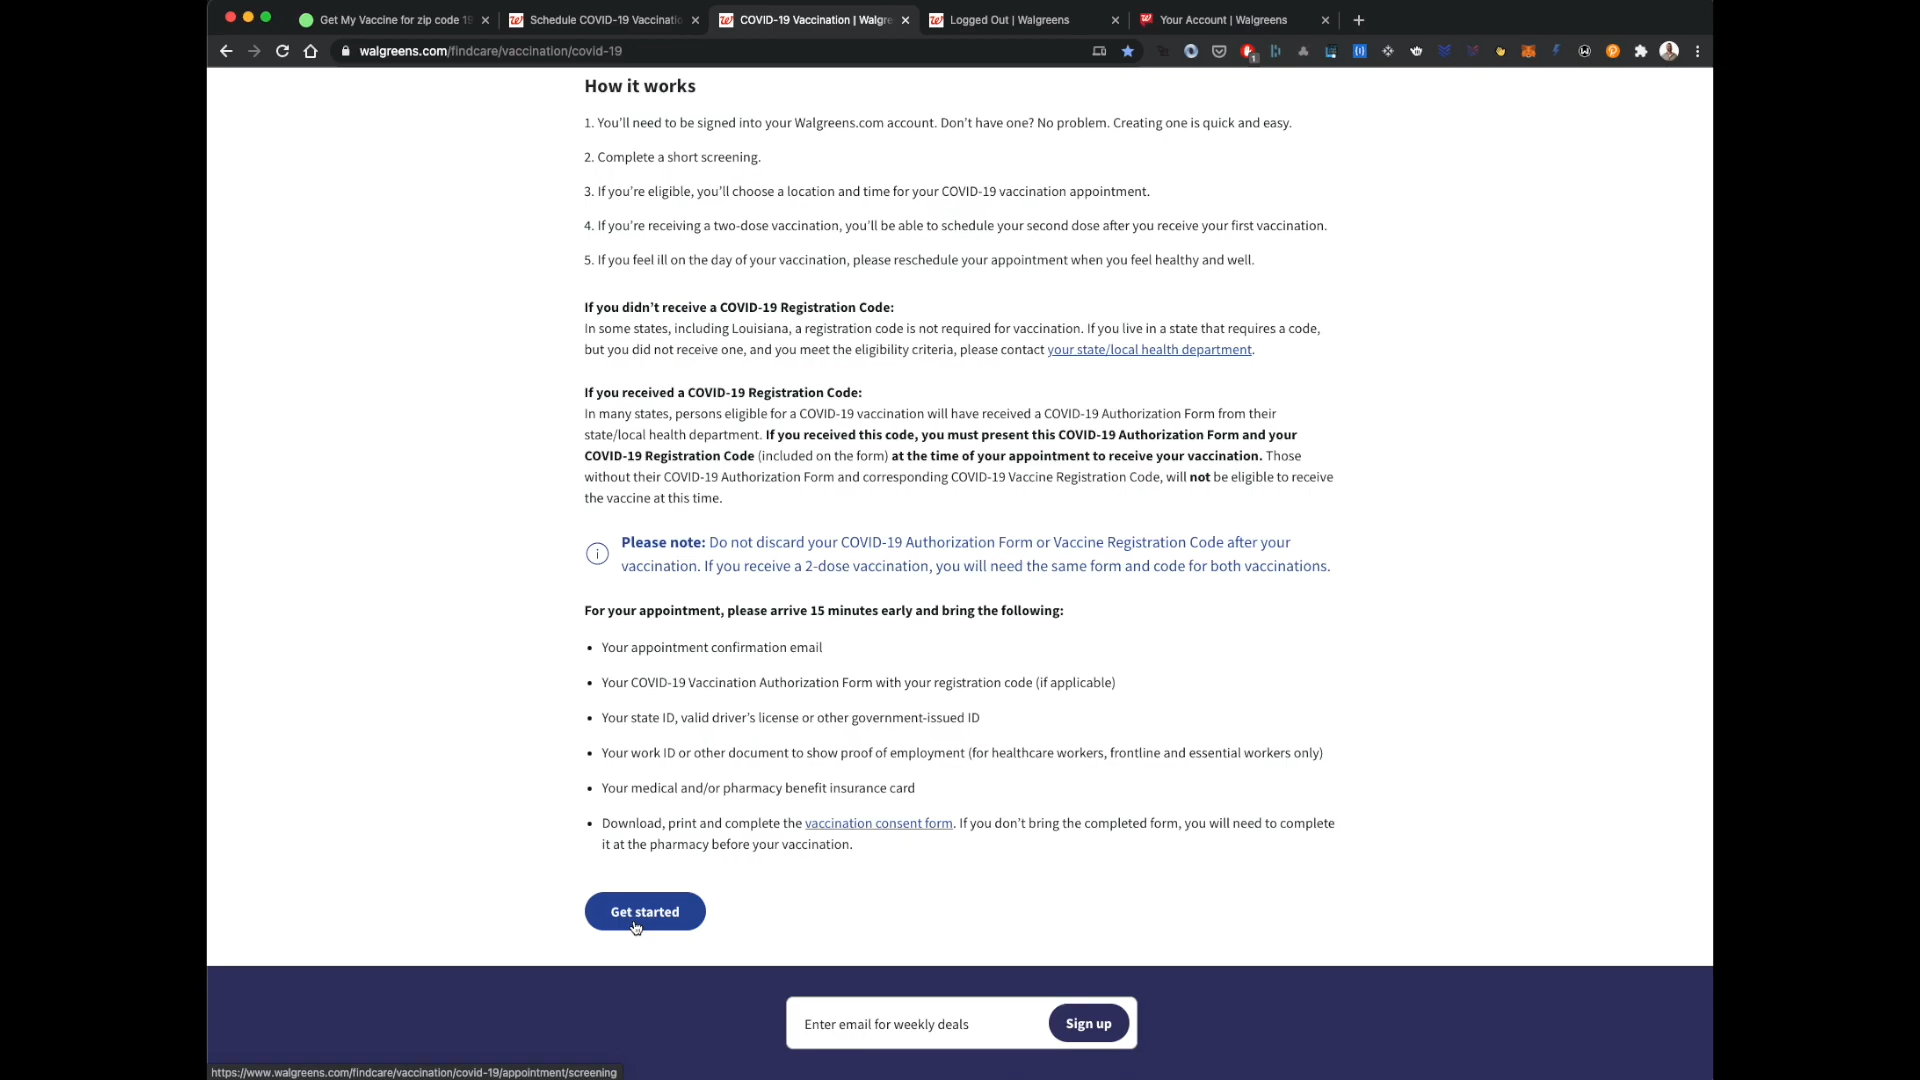 Get My Vaccine for zip code 19
Schedule COVID-19 Vaccinatio
COVID-19 Vaccination | Walgre
Logged Out | Walgreens
Your Account | Walgreens
walgreens.com/findcare/vaccination/covid-19
1
How it works
1. You'll need to be signed into your Walgreens.com account. Don't have one? No problem. Creating one is quick and easy.
2. Complete a short screening.
3. If you're eligible, you'll choose a location and time for your COVID-19 vaccination appointment.
4. If you're receiving a two-dose vaccination, you'll be able to schedule your second dose after you receive your first vaccination.
5. If you feel ill on the day of your vaccination, please reschedule your appointment when you feel healthy and well.
If you didn't receive a COVID-19 Registration Code:
In some states, including Louisiana, a registration code is not required for vaccination. If you live in a state that requires a code,
but you did not receive one, and you meet the eligibility criteria, please contact your state/local health department.
If you received a COVID-19 Registration Code:
In many states, persons eligible for a COVID-19 vaccination will have received a COVID-19 Authorization Form from their
state/local health department. If you received this code, you must present this COVID-19 Authorization Form and your
COVID-19 Registration Code (included on the form) at the time of your appointment to receive your vaccination. Those
without their COVID-19 Authorization Form and corresponding COVID-19 Vaccine Registration Code, will not be eligible to receive
the vaccine at this time.
Please note: Do not discard your COVID-19 Authorization Form or Vaccine Registration Code after your
vaccination. If you receive a 2-dose vaccination, you will need the same form and code for both vaccinations.
For your appointment, please arrive 15 minutes early and bring the following:
• Your appointment confirmation email
• Your COVID-19 Vaccination Authorization Form with your registration code (if applicable)
• Your state ID, valid driver's license or other government-issued ID
• Your work ID or other document to show proof of employment (for healthcare workers, frontline and essential workers only)
• Your medical and/or pharmacy benefit insurance card
• Download, print and complete the vaccination consent form. If you don't bring the completed form, you will need to complete
it at the pharmacy before your vaccination.
Get started
Enter email for weekly deals
Sign up
https://www.walgreens.com/findcare/vaccination/covid-19/appointment/screening